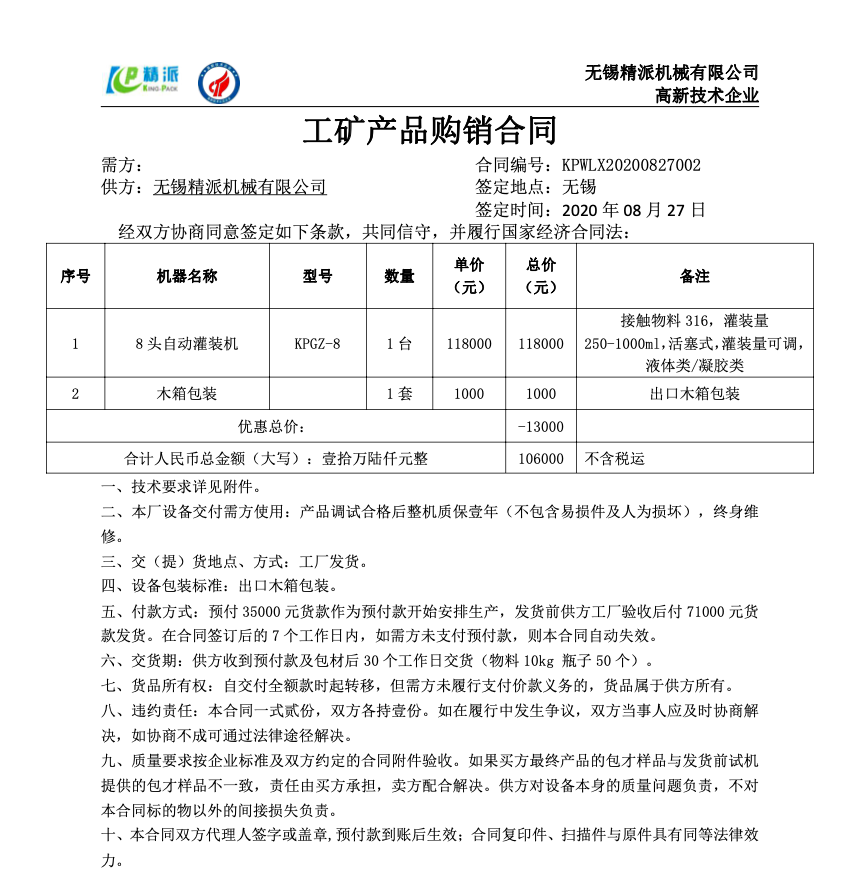 精派
KING-PACK
无锡精派机械有限公司
高新技术企业
工矿产品购销合同
需方：
合同编号：KPWLX20200827002
供方：无锡精派机械有限公司
签定地点：无锡
签定时间：2020 年 08 月 27 日
经双方协商同意签定如下条款，共同信守，并履行国家经济合同法：
序号 机器名称 型号 数量 单价（元） 总价（元） 备注
1 8 头自动灌装机 KPGZ-8 1 台 118000 118000 接触物料 316，灌装量
250-1000ml,活塞式,灌装量可调，
液体类/凝胶类
2 木箱包装 1 套 1000 1000 出口木箱包装
优惠总价： -13000
合计人民币总金额（大写）：壹拾万陆仟元整 106000 不含税运
一、技术要求详见附件。
二、本厂设备交付需方使用：产品调试合格后整机质保壹年（不包含易损件及人为损坏），终身维
修。
三、交（提）货地点、方式：工厂发货。
四、设备包装标准：出口木箱包装。
五、付款方式：预付 35000 元货款作为预付款开始安排生产，发货前供方工厂验收后付 71000 元货
款发货。在合同签订后的 7 个工作日内，如需方未支付预付款，则本合同自动失效。
六、交货期：供方收到预付款及包材后 30 个工作日交货（物料 10kg 瓶子 50 个）。
七、货品所有权：自交付全额款时起转移，但需方未履行支付价款义务的，货品属于供方所有。
八、违约责任：本合同一式贰份，双方各持壹份。如在履行中发生争议，双方当事人应及时协商解
决，如协商不成可通过法律途径解决。
九、质量要求按企业标准及双方约定的合同附件验收。如果买方最终产品的包才样品与发货前试机
提供的包才样品不一致，责任由买方承担，卖方配合解决。供方对设备本身的质量问题负责，不对
本合同标的物以外的间接损失负责。
十、本合同双方代理人签字或盖章,预付款到账后生效；合同复印件、扫描件与原件具有同等法律效
力。